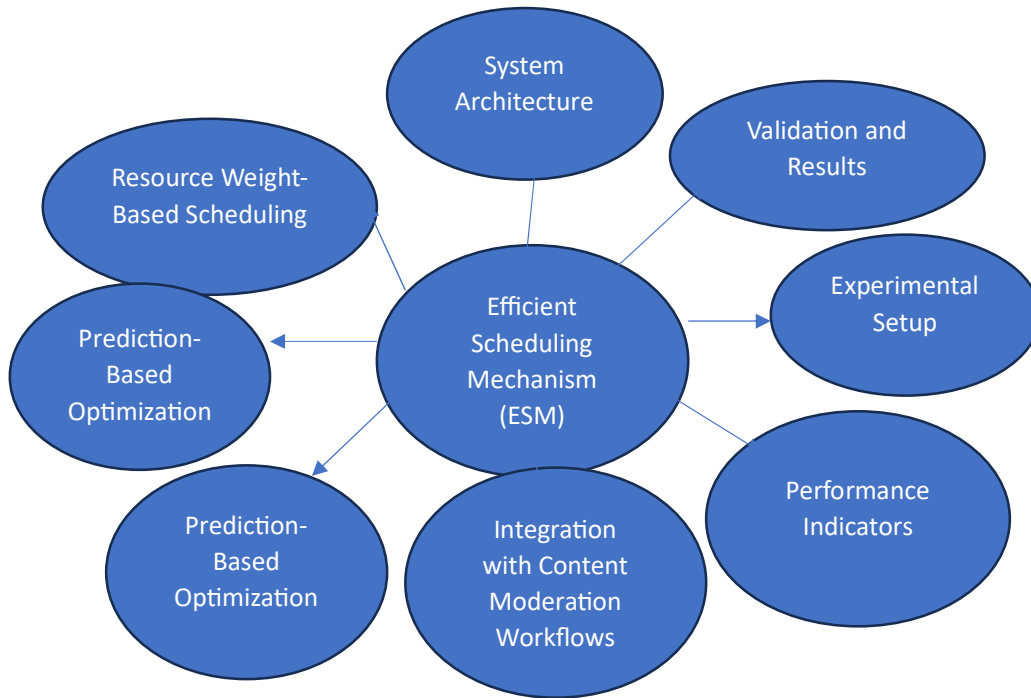 System
Architecture
Validation and
Results
Resource Weight-
Based Scheduling
Experimental
Setup
Efficient
Scheduling
Mechanism
(ESM)
Prediction-
Based
Optimization
Performance
Indicators
Prediction-
Based
Optimization
Integration
with Content
Moderation
Workflows